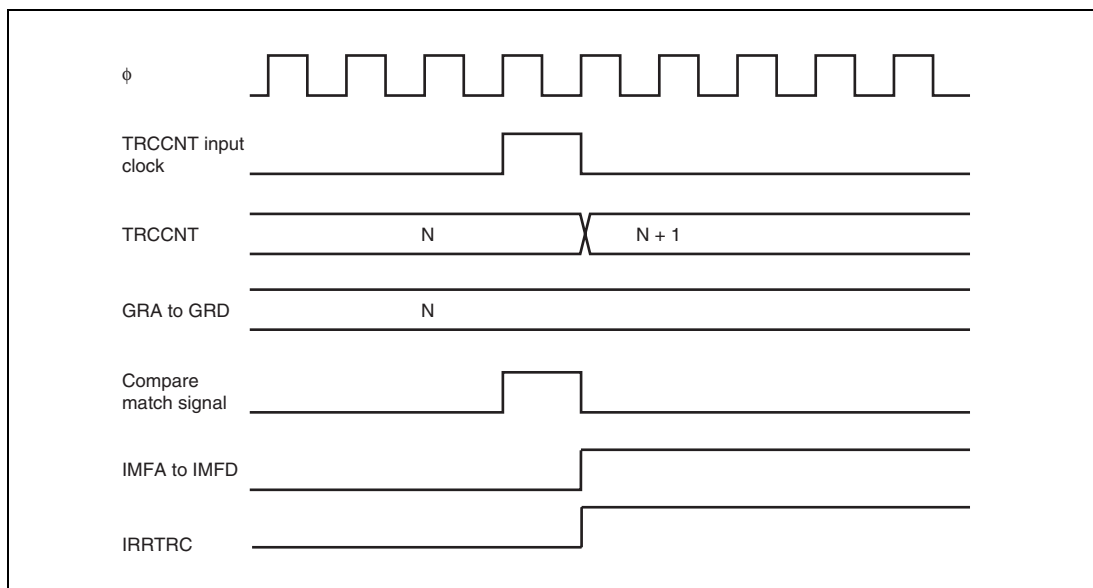 ϕ
TRCCNT input
clock
TRCCNT
N
N + 1
GRA to GRD
N
Compare
match signal
IMFA to IMFD
IRRTRC